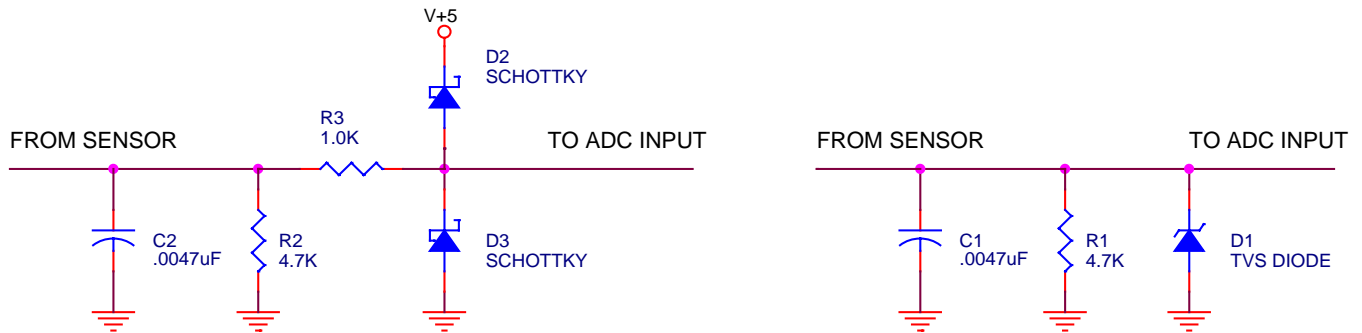 V+5
D2
SCHOTTKY
R3
1.0K
FROM SENSOR
TO ADC INPUT
C2
.0047uF
R2
4.7K
D3
SCHOTTKY
FROM SENSOR
TO ADC INPUT
C1
.0047uF
R1
4.7K
D1
TVS DIODE